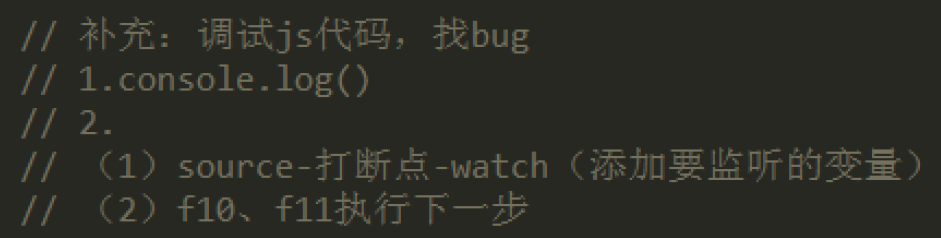 // 补充：调试js代码，找bug
// 1.console.log()
// 2.
// （1）source-打断点-watch（添加要监听的变量）
// （2）f10、f11执行下一步